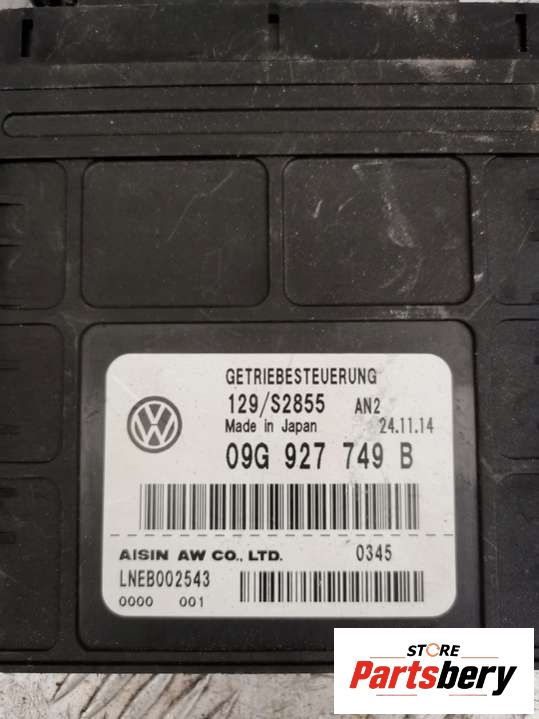 GETRIEBESTEUERUNG
129/S2855 AN2
Made in Japan 24.11.14
09G 927 749 B
AISIN AW CO., LTD. 0345
LNEB002543
0000 001
STORE
Partsbery